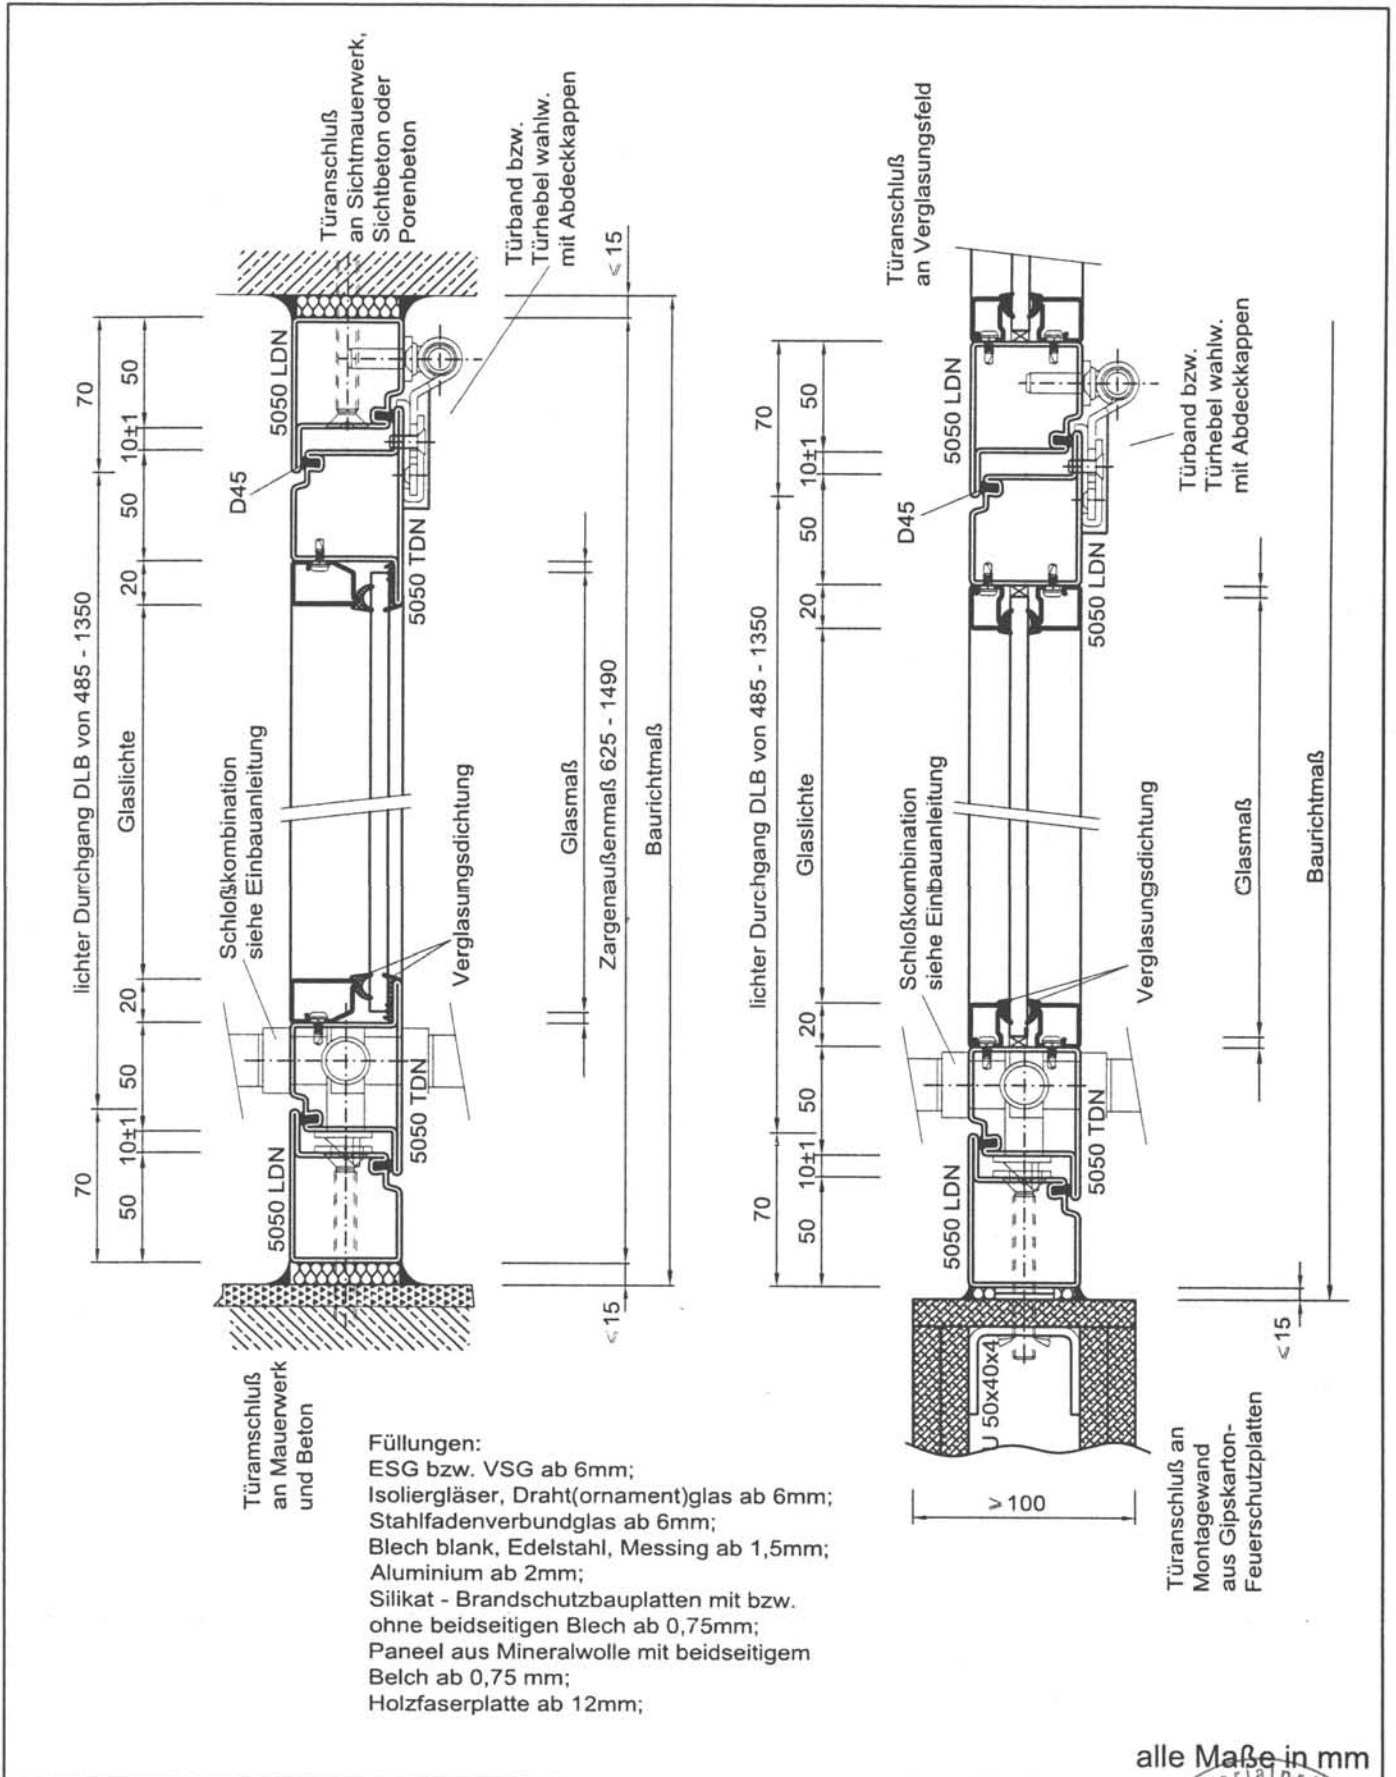 Türanschluß
an Sichtmauerwerk,
Sichtbeton oder
Porenbeton
Türband bzw.
Türhebel wahlw.
mit Abdeckkappen
⩽ 15
70
50
10±1
50
20
5050 LDN
D45
5050 TDN
lichter Durchgang DLB von 485 - 1350
Glaslichte
Schloßkombination
siehe Einbauanleitung
Verglasungsdichtung
Glasmaß
Zargenaußenmaß 625 - 1490
Baurichtmaß
20
50
10±1
50
70
5050 LDN
5050 TDN
⩽ 15
Türamschluß
an Mauerwerk
und Beton
Türanschluß
an Verglasungsfeld
Türband bzw.
Türhebel wahlw.
mit Abdeckkappen
70
50
10±1
50
20
5050 LDN
D45
5050 LDN
lichter Durchgang DLB von 485 - 1350
Glaslichte
Schloßkombination
siehe Einbauanleitung
Verglasungsdichtung
Glasmaß
Baurichtmaß
20
50
10±1
50
70
5050 LDN
5050 TDN
⩽ 15
U 50x40x4
⩾ 100
Türanschluß an
Montagewand
aus Gipskarton-
Feuerschutzplatten
Füllungen:
ESG bzw. VSG ab 6mm;
Isoliergläser, Draht(ornament)glas ab 6mm;
Stahlfadenverbundglas ab 6mm;
Blech blank, Edelstahl, Messing ab 1,5mm;
Aluminium ab 2mm;
Silikat - Brandschutzbauplatten mit bzw.
ohne beidseitigen Blech ab 0,75mm;
Paneel aus Mineralwolle mit beidseitigem
Belch ab 0,75 mm;
Holzfaserplatte ab 12mm;
alle Maße in mm